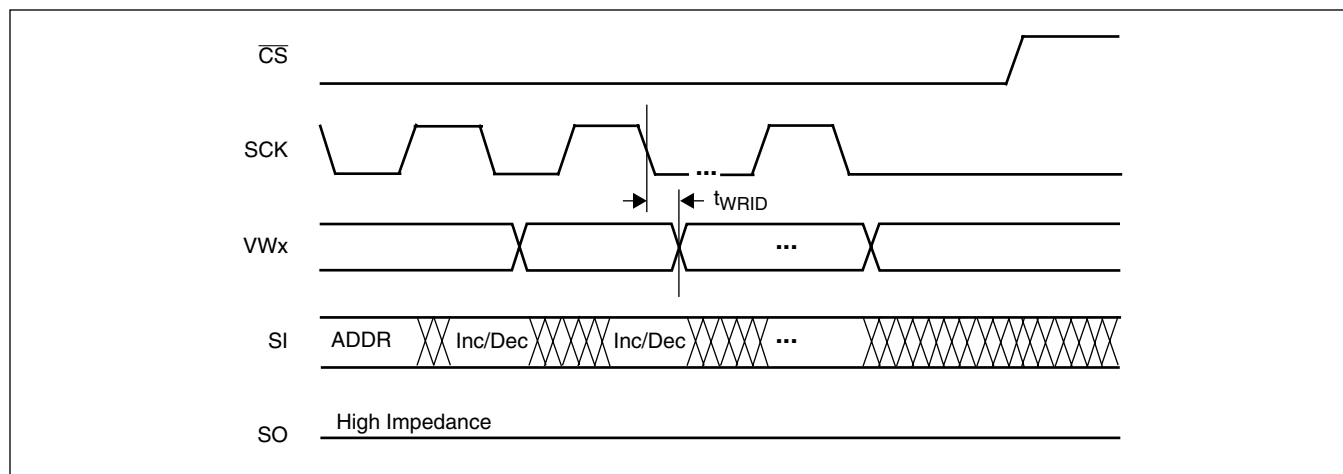 CS
SCK
...
tWRID
VWx
...
SI ADDR Inc/Dec Inc/Dec ...
High Impedance
SO